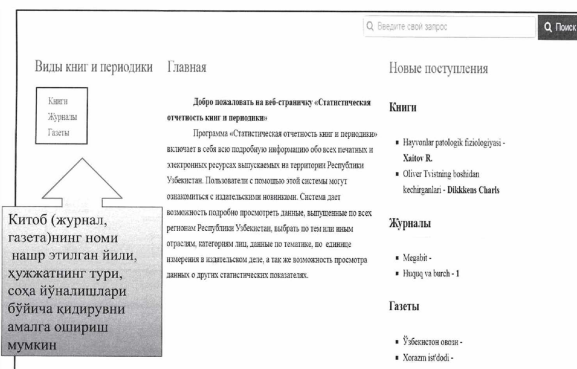 Введите свой запрос
Поиск
Виды книг и периодики
Книги
Журналы
Газеты
Китоб (журнал,
газета)нинг номи
нашр этилган йили,
ҳужжатнинг тури,
соҳа йўналишлари
бўйича қидирувни
амалга ошириш
мумкин
Главная
Добро пожаловать на веб-страничку «Статистическая
отчетность книг и периодики»
Программа «Статистическая отчетность книг и периодики»
включает в себя всю подробную информацию обо всех печатных и
электронных ресурсах выпускаемых на территории Республики
Узбекистан. Пользователи с помощью этой системы могут
ознакомиться с издательскими новинками. Система дает
возможность подробно просмотреть данные, выпущенные по всех
регионам Республики Узбекистан, выбрать по тем или иным
отраслям, категориям лиц, данные по тематике, по единице
измерения в издательском деле, а так же возможность просмотра
данных о других статистических показателях.
Новые поступления
Книги
Hayvonlar patologik fiziologiyasi -
Xaitov R.
Oliver Tvistning boshidan
kechirganlari - Dikkkens Charls
Журналы
Megabit -
Huquq va burch - 1
Газеты
Ўзбекистон овози -
Xorazm ist'dodi -